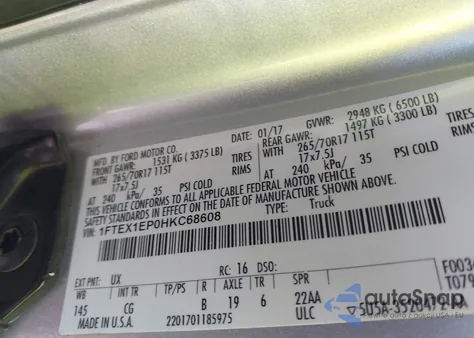 MFD. BY FORD MOTOR CO.
DATE: 01/17 GVWR: 2948 KG ( 6500 LB)
FRONT GAWR: 1531 KG ( 3375 LB) REAR GAWR: 1497 KG ( 3300 LB)
WITH 265/70R17 115T TIRES WITH 265/70R17 115T TIRES
17x7.5J RIMS 17x7.5J RIMS
AT 240 kPa/ 35 PSI COLD AT 240 kPa/ 35 PSI COLD
THIS VEHICLE CONFORMS TO ALL APPLICABLE FEDERAL MOTOR VEHICLE
SAFETY STANDARDS IN EFFECT ON THE DATE OF MANUFACTURE SHOWN ABOVE.
VIN: 1FTEX1EP0HKC68608 TYPE: Truck
F003
T079
EXT PNT: UX RC: 16 DSO:
WB INT TR TP/PS R AXLE TR SPR
145 CG B 19 6 22AA
MADE IN U.S.A. 2201701185975 ULC
autoSnap